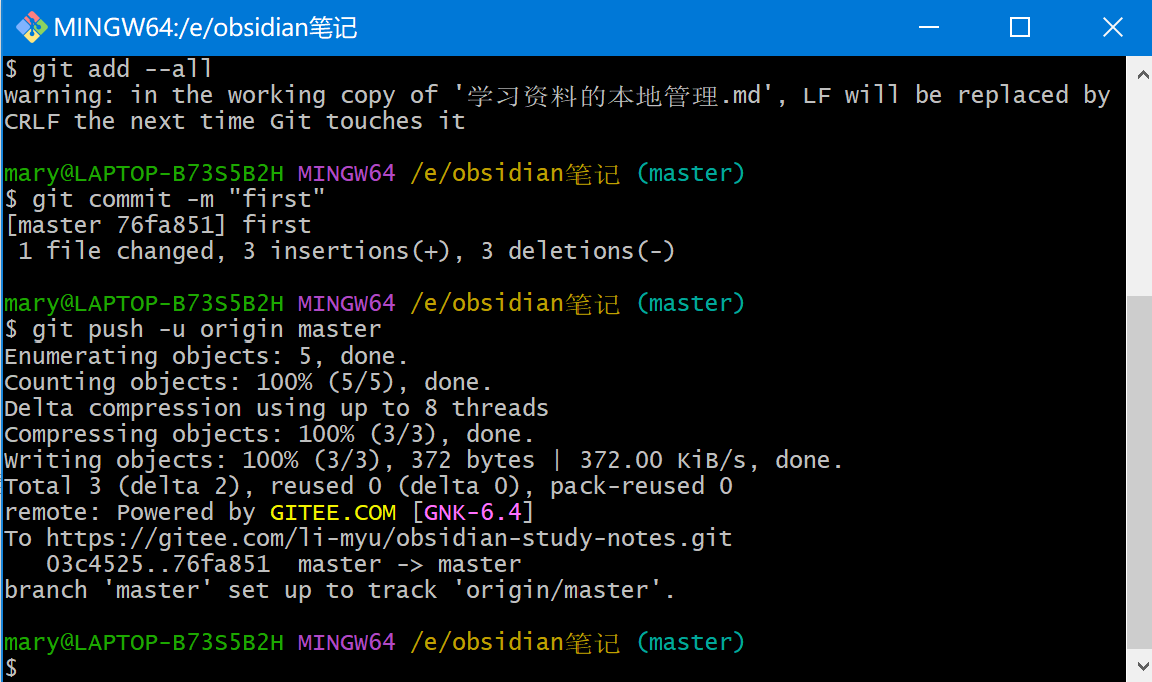 MINGW64:/e/obsidian笔记
$ git add --all
warning: in the working copy of '学习资料的本地管理.md', LF will be replaced by
CRLF the next time Git touches it
mary@LAPTOP-B73S5B2H MINGW64 /e/obsidian笔记 (master)
$ git commit -m "first"
[master 76fa851] first
 1 file changed, 3 insertions(+), 3 deletions(-)
mary@LAPTOP-B73S5B2H MINGW64 /e/obsidian笔记 (master)
$ git push -u origin master
Enumerating objects: 5, done.
Counting objects: 100% (5/5), done.
Delta compression using up to 8 threads
Compressing objects: 100% (3/3), done.
Writing objects: 100% (3/3), 372 bytes | 372.00 KiB/s, done.
Total 3 (delta 2), reused 0 (delta 0), pack-reused 0
remote: Powered by GITEE.COM [GNK-6.4]
To https://gitee.com/li-myu/obsidian-study-notes.git
   03c4525..76fa851  master -> master
branch 'master' set up to track 'origin/master'.
mary@LAPTOP-B73S5B2H MINGW64 /e/obsidian笔记 (master)
$